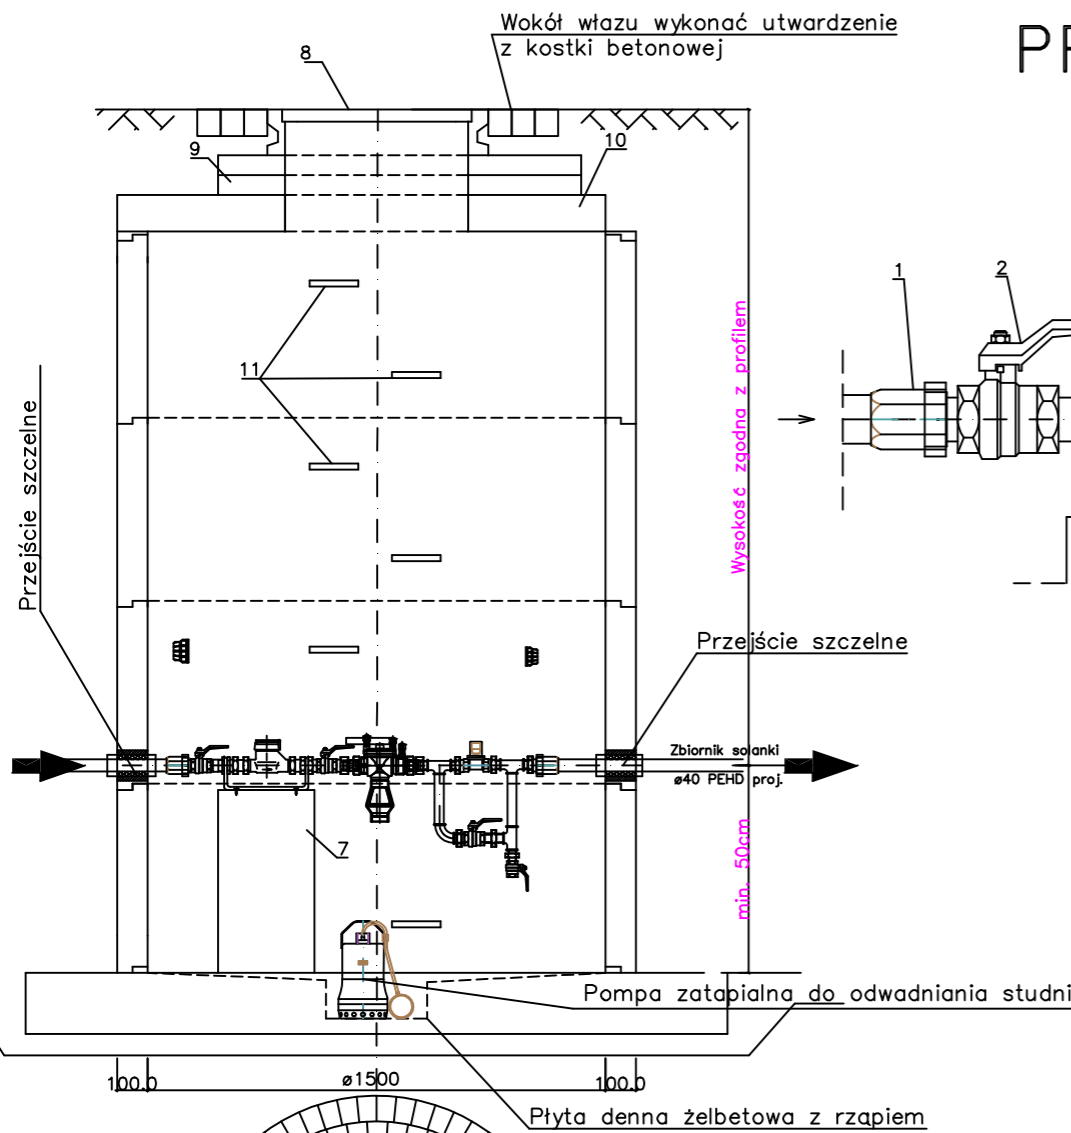 Wokół włazu wykonać utwardzenie
z kostki betonowej
PR
8
9
10
1
2
11
Przejście szczelne
Wysokość zgodna z profilem
Przejście szczelne
Zbiornik solanki
ø40 PEHD proj.
7
min. 50cm
Pompa zatapialna do odwadniania studni
100.0
ø1500
100.0
Płyta denna żelbetowa z rząpiem